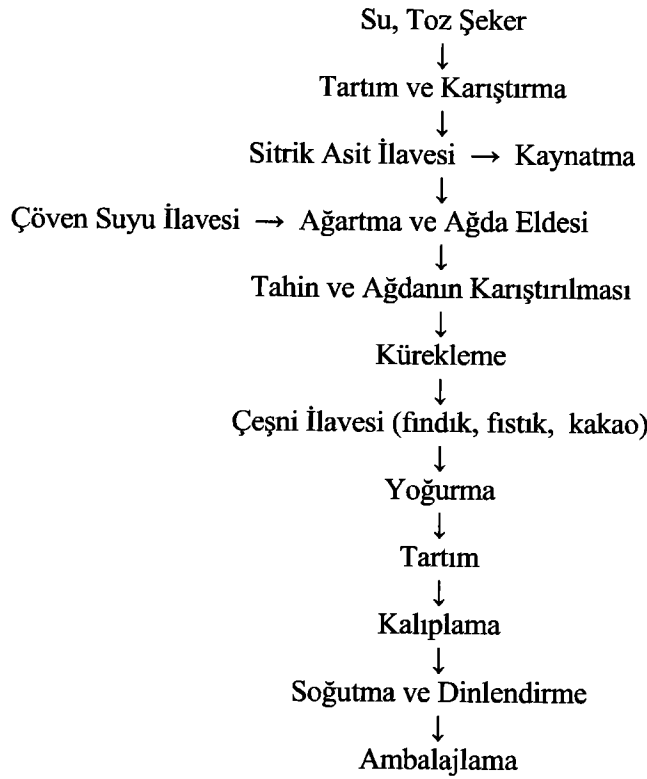 Su, Toz Şeker
↓
Tartım ve Karıştırma
↓
Sitrik Asit İlavesi → Kaynatma
↓
Çöven Suyu İlavesi → Ağartma ve Ağda Eldesi
↓
Tahin ve Ağdanın Karıştırılması
↓
Kürekleme
↓
Çeşni İlavesi (fındık, fıstık, kakao)
↓
Yoğurma
↓
Tartım
↓
Kalıplama
↓
Soğutma ve Dinlendirme
↓
Ambalajlama